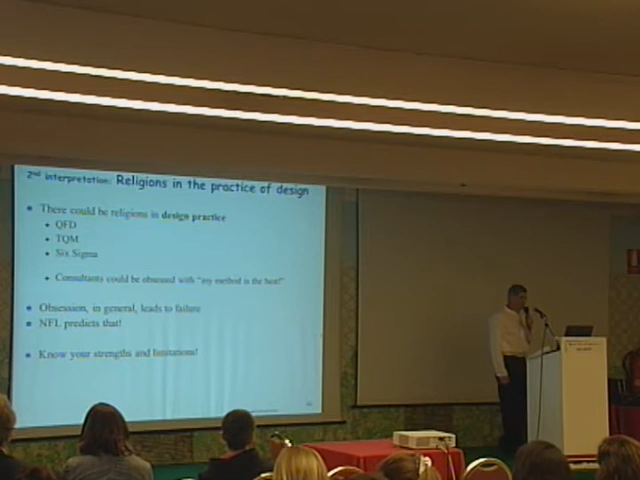 2nd interpretation: Religions in the practice of design
There could be religions in design practice
QFD
TQM
Six Sigma
Consultants could be obsessed with "my method is the best!"
Obsession, in general, leads to failure
NFL predicts that!
Know your strengths and limitations!